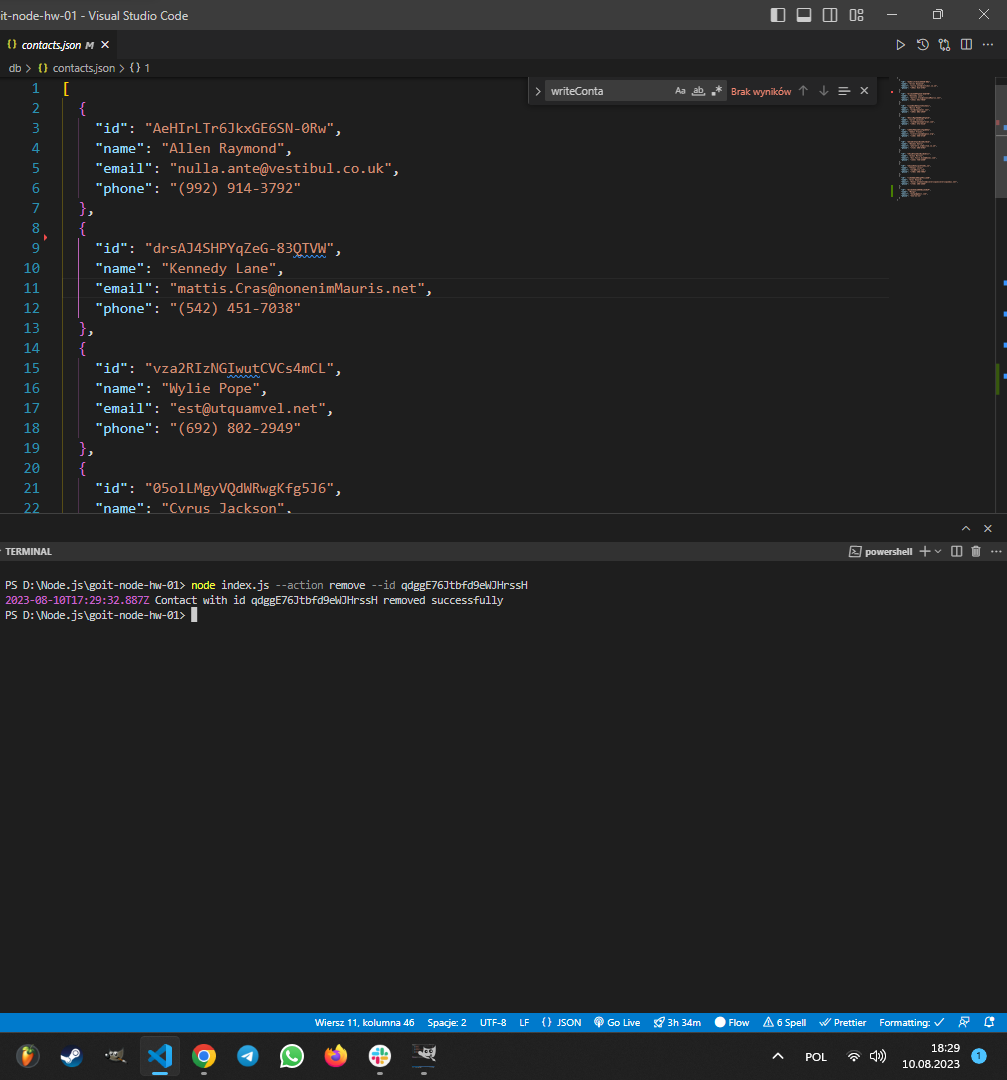 it-node-hw-01 - Visual Studio Code
{} contacts.json M
db > {} contacts.json > {} 1
writeConta Aa ab .* Brak wyników
1 [
2 {
3 "id": "AeHIrLTr6JkxGE6SN-0Rw",
4 "name": "Allen Raymond",
5 "email": "nulla.ante@vestibul.co.uk",
6 "phone": "(992) 914-3792"
7 },
8 {
9 "id": "drsAJ4SHPYqZeG-83QTVW",
10 "name": "Kennedy Lane",
11 "email": "mattis.Cras@nonenimMauris.net",
12 "phone": "(542) 451-7038"
13 },
14 {
15 "id": "vza2RIzNGIwutCVCs4mCL",
16 "name": "Wylie Pope",
17 "email": "est@utquamvel.net",
18 "phone": "(692) 802-2949"
19 },
20 {
21 "id": "05olLMgyVQdWRwgKfg5J6",
22 "name": "Cyrus Jackson",
TERMINAL powershell
PS D:\Node.js\goit-node-hw-01> node index.js --action remove --id qdggE76Jtbfd9eWJHrssH
2023-08-10T17:29:32.887Z Contact with id qdggE76Jtbfd9eWJHrssH removed successfully
PS D:\Node.js\goit-node-hw-01>
Wiersz 11, kolumna 46 Spacje: 2 UTF-8 LF {} JSON Go Live 3h 34m Flow 6 Spell Prettier Formatting:
POL 18:29 1
10.08.2023